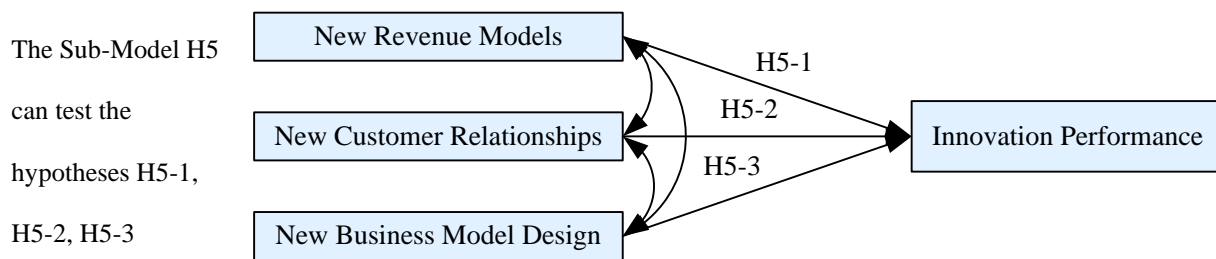 The Sub-Model H5
can test the
hypotheses H5-1,
H5-2, H5-3
New Revenue Models
New Customer Relationships
New Business Model Design
H5-1
H5-2
H5-3
Innovation Performance